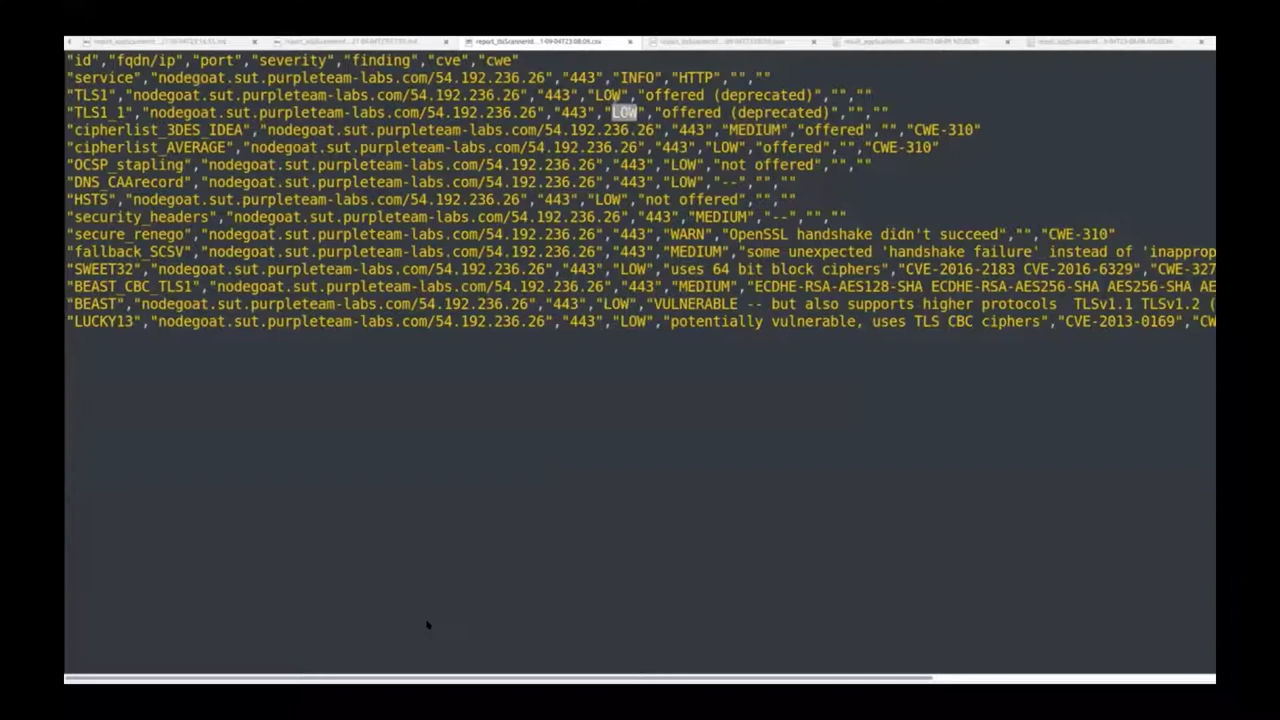 "id","fqdn/ip","port","severity","finding","cve","cwe"
"service","nodegoat.sut.purpleteam-labs.com/54.192.236.26","443","INFO","HTTP","",""
"TLS1","nodegoat.sut.purpleteam-labs.com/54.192.236.26","443","LOW","offered (deprecated)","",""
"TLS1_1","nodegoat.sut.purpleteam-labs.com/54.192.236.26","443","LOW","offered (deprecated)","",""
"cipherlist_3DES_IDEA","nodegoat.sut.purpleteam-labs.com/54.192.236.26","443","MEDIUM","offered","","CWE-310"
"cipherlist_AVERAGE","nodegoat.sut.purpleteam-labs.com/54.192.236.26","443","LOW","offered","","CWE-310"
"OCSP_stapling","nodegoat.sut.purpleteam-labs.com/54.192.236.26","443","LOW","not offered","",""
"DNS_CAArecord","nodegoat.sut.purpleteam-labs.com/54.192.236.26","443","LOW","--","",""
"HSTS","nodegoat.sut.purpleteam-labs.com/54.192.236.26","443","LOW","not offered","",""
"security_headers","nodegoat.sut.purpleteam-labs.com/54.192.236.26","443","MEDIUM","--","",""
"secure_renego","nodegoat.sut.purpleteam-labs.com/54.192.236.26","443","WARN","OpenSSL handshake didn't succeed","","CWE-310"
"fallback_SCSV","nodegoat.sut.purpleteam-labs.com/54.192.236.26","443","MEDIUM","some unexpected 'handshake failure' instead of 'inapprop
"SWEET32","nodegoat.sut.purpleteam-labs.com/54.192.236.26","443","LOW","uses 64 bit block ciphers","CVE-2016-2183 CVE-2016-6329","CWE-327
"BEAST_CBC_TLS1","nodegoat.sut.purpleteam-labs.com/54.192.236.26","443","MEDIUM","ECDHE-RSA-AES128-SHA ECDHE-RSA-AES256-SHA AES256-SHA AE
"BEAST","nodegoat.sut.purpleteam-labs.com/54.192.236.26","443","LOW","VULNERABLE -- but also supports higher protocols  TLSv1.1 TLSv1.2 (
"LUCKY13","nodegoat.sut.purpleteam-labs.com/54.192.236.26","443","LOW","potentially vulnerable, uses TLS CBC ciphers","CVE-2013-0169","CW